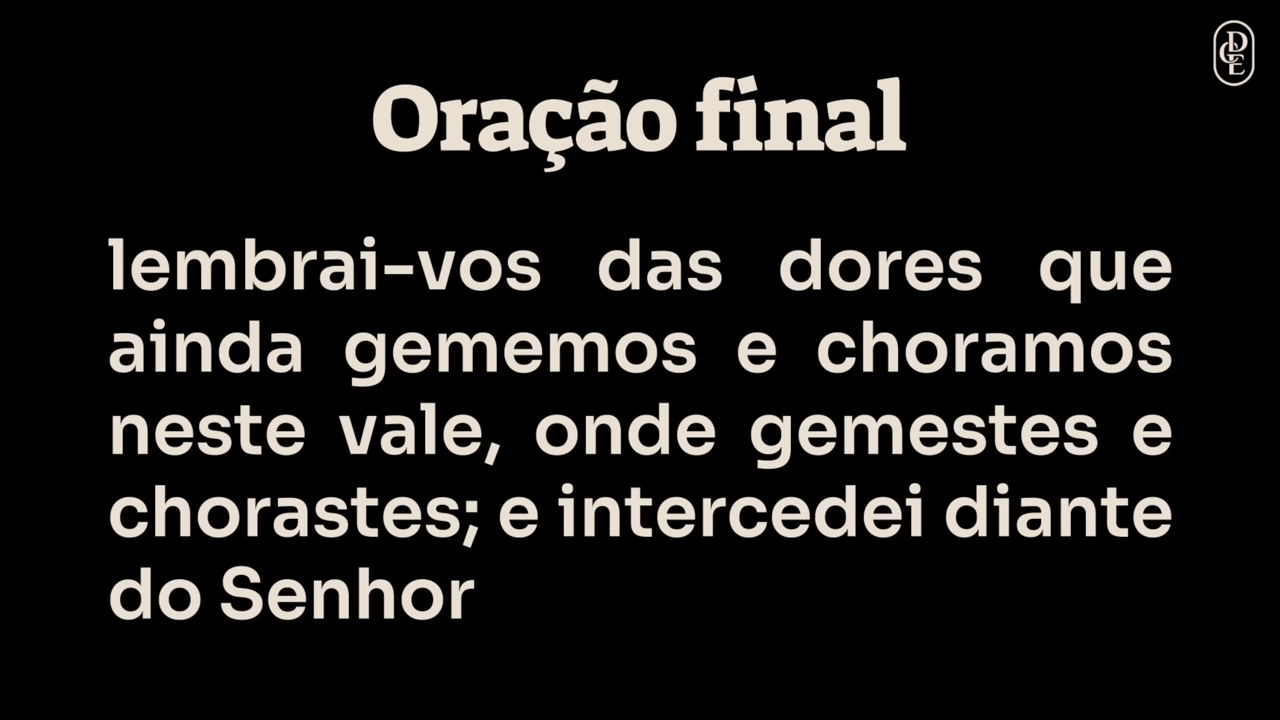 Oração final
lembrai-vos das dores que
ainda gememos e choramos
neste vale, onde gemestes e
chorastes; e intercedei diante
do Senhor